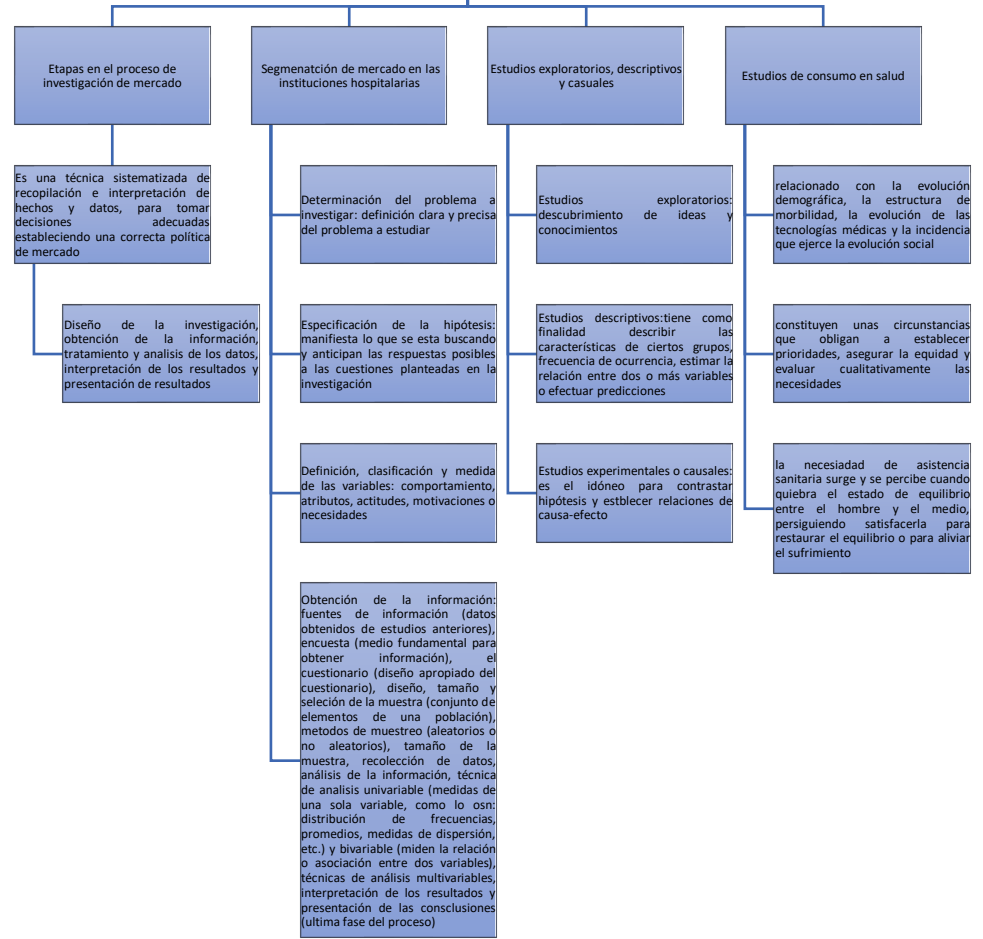 Etapas en el proceso de
investigación de mercado
Es una técnica sistematizada de
recopilación e interpretación de
hechos y datos, para tomar
decisiones adecuadas
estableciendo una correcta política
de mercado
Diseño de la investigación,
obtención de la información,
tratamiento y analisis de los datos,
interpretación de los resultados y
presentación de resultados
Segmenatción de mercado en las
instituciones hospitalarias
Determinación del problema a
investigar: definición clara y precisa
del problema a estudiar
Especificación de la hipótesis:
manifiesta lo que se esta buscando
y anticipan las respuestas posibles
a las cuestiones planteadas en la
investigación
Definición, clasificación y medida
de las variables: comportamiento,
atributos, actitudes, motivaciones o
necesidades
Obtención de la información:
fuentes de información (datos
obtenidos de estudios anteriores),
encuesta (medio fundamental para
obtener información), el
cuestionario (diseño apropiado del
cuestionario), diseño, tamaño y
seleción de la muestra (conjunto de
elementos de una población),
metodos de muestreo (aleatorios o
no aleatorios), tamaño de la
muestra, recolección de datos,
análisis de la información, técnica
de analisis univariable (medidas de
una sola variable, como lo osn:
distribución de frecuencias,
promedios, medidas de dispersión,
etc.) y bivariable (miden la relación
o asociación entre dos variables),
técnicas de análisis multivariables,
interpretación de los resultados y
presentación de las consclusiones
(ultima fase del proceso)
Estudios exploratorios, descriptivos
y casuales
Estudios exploratorios:
descubrimiento de ideas y
conocimientos
Estudios descriptivos:tiene como
finalidad describir las
características de ciertos grupos,
frecuencia de ocurrencia, estimar la
relación entre dos o más variables
o efectuar predicciones
Estudios experimentales o causales:
es el idóneo para contrastar
hipótesis y estblecer relaciones de
causa-efecto
Estudios de consumo en salud
relacionado con la evolución
demográfica, la estructura de
morbilidad, la evolución de las
tecnologías médicas y la incidencia
que ejerce la evolución social
constituyen unas circunstancias
que obligan a establecer
prioridades, asegurar la equidad y
evaluar cualitativamente las
necesidades
la necesiadad de asistencia
sanitaria surge y se percibe cuando
quiebra el estado de equilibrio
entre el hombre y el medio,
persiguiendo satisfacerla para
restaurar el equilibrio o para aliviar
el sufrimiento